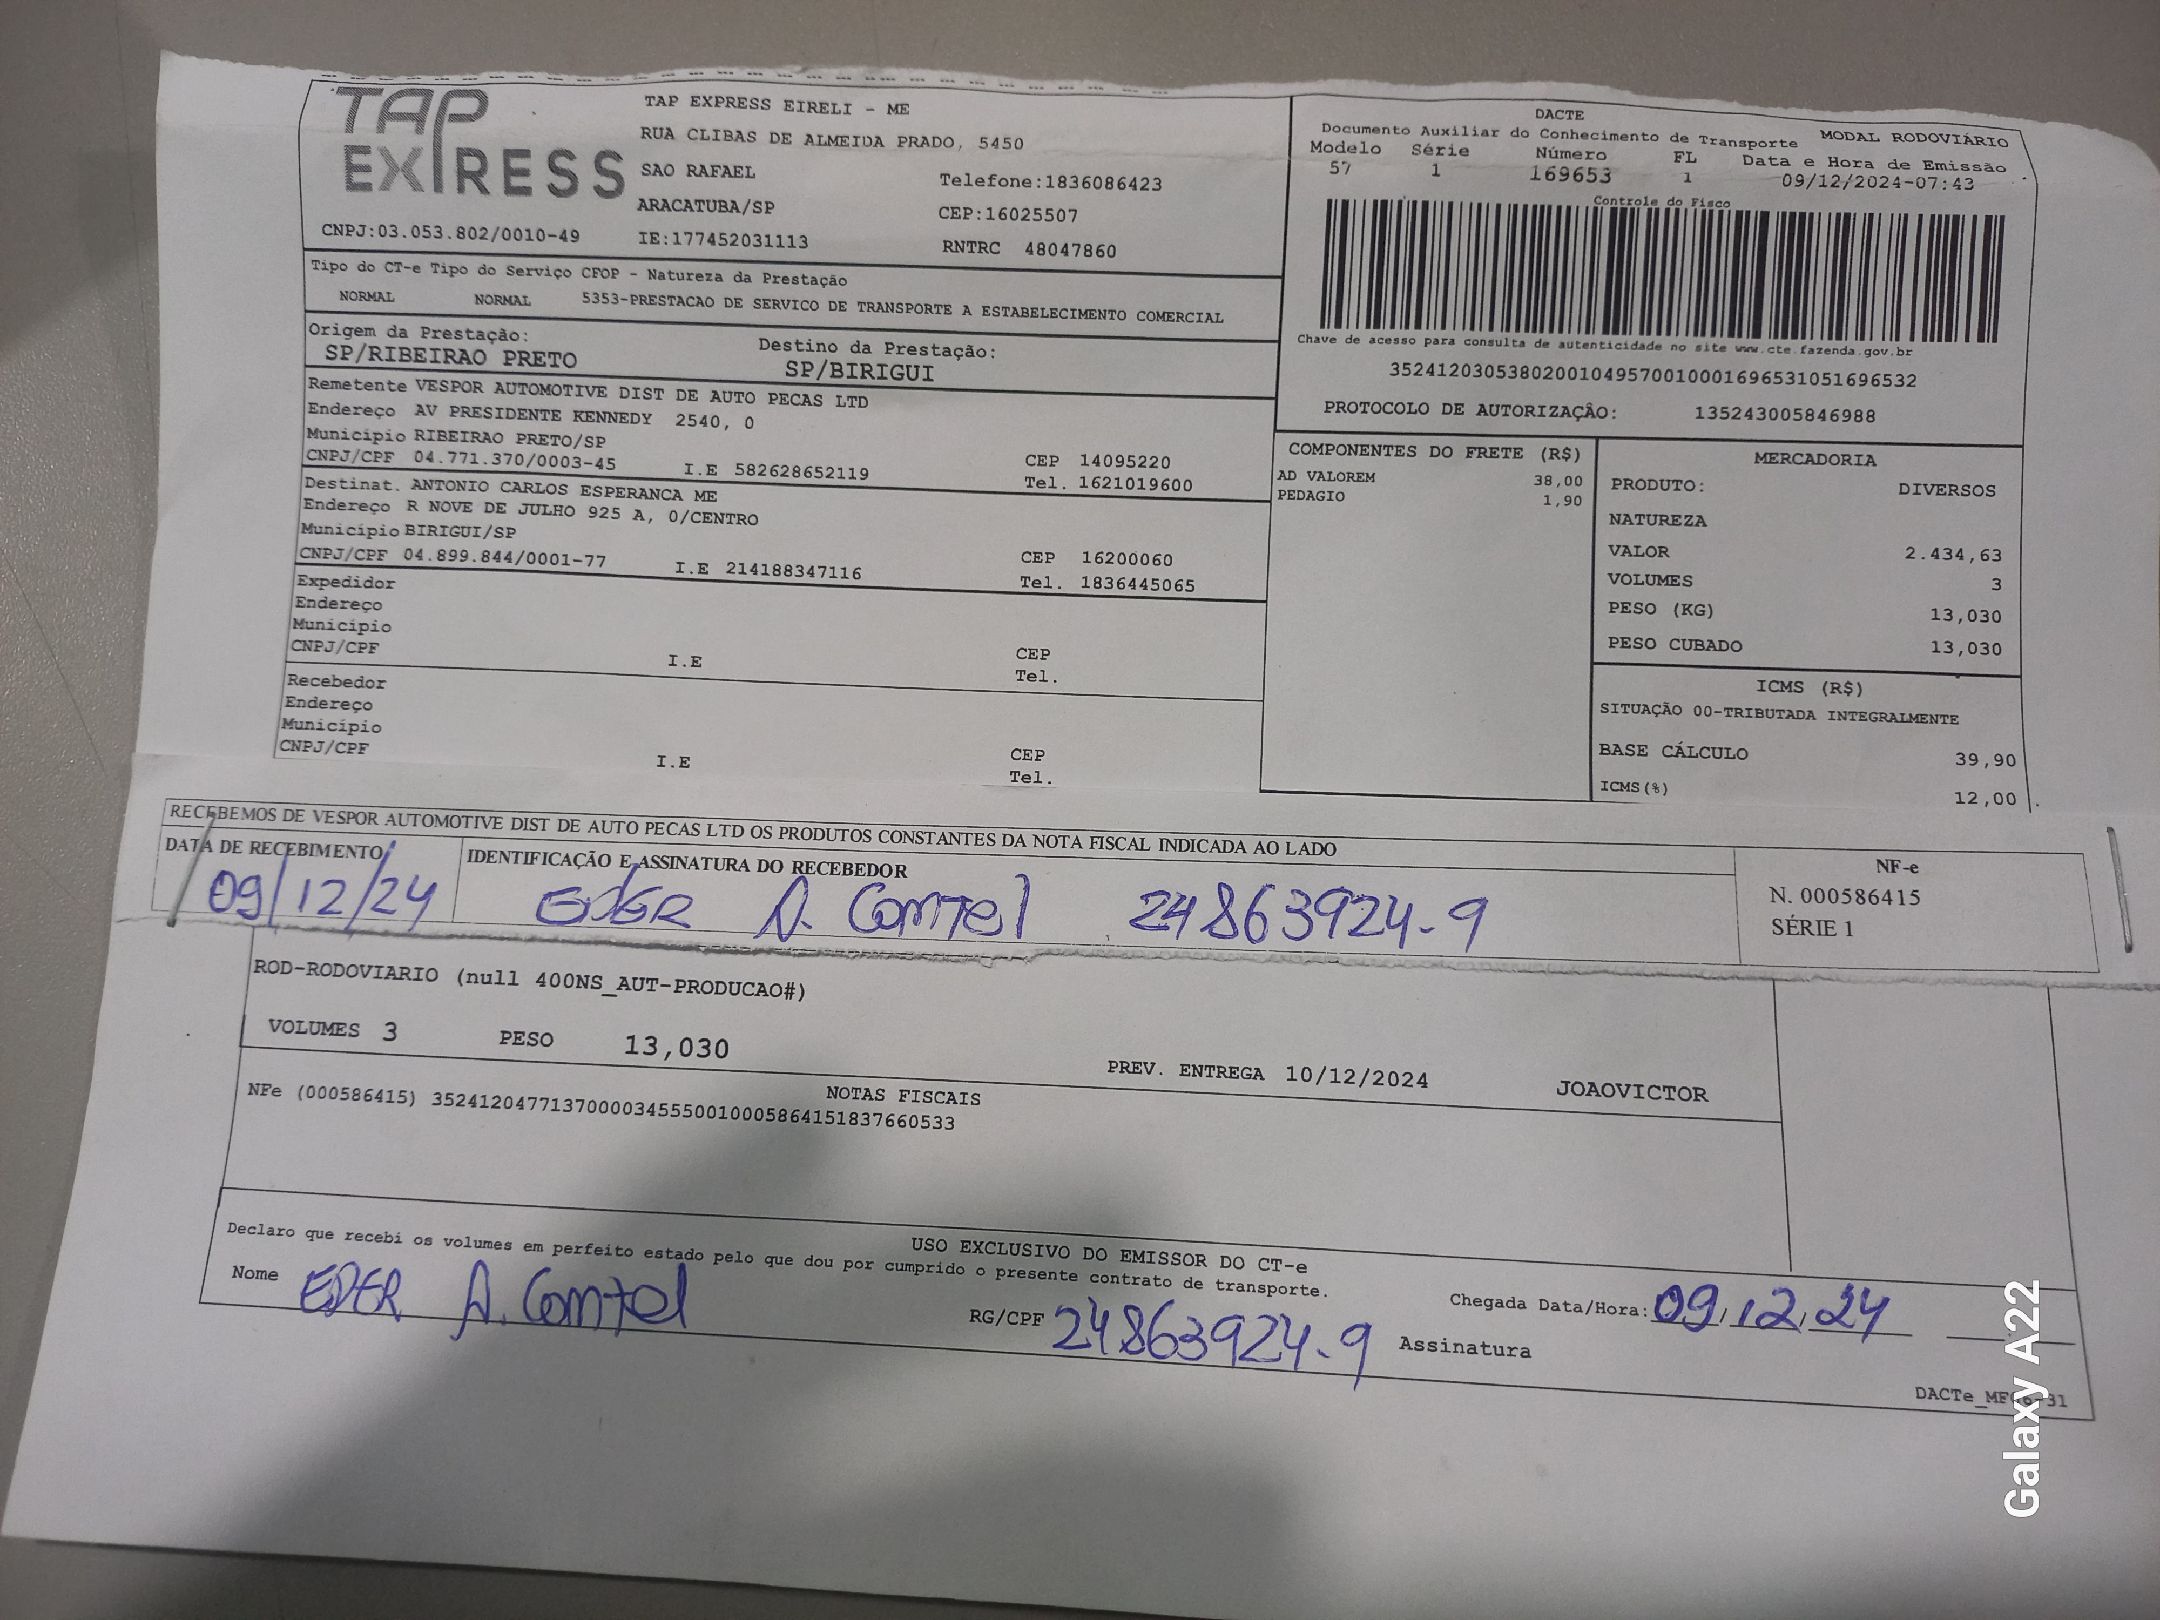 TAP EXPRESS
TAP EXPRESS EIRELI - ME
RUA CLIBAS DE ALMEIDA PRADO, 5450
SAO RAFAEL Telefone:1836086423
ARACATUBA/SP CEP:16025507
CNPJ:03.053.802/0010-49 IE:177452031113 RNTRC 48047860
DACTE
Documento Auxiliar do Conhecimento de Transporte MODAL RODOVIÁRIO
Modelo Série Número FL Data e Hora de Emissão
57 1 169653 1 09/12/2024-07:43
Controle do Fisco
Chave de acesso para consulta de autenticidade no site www.cte.fazenda.gov.br
35241203053802001049570010001696531051696532
PROTOCOLO DE AUTORIZAÇÃO: 135243005846988
Tipo do CT-e Tipo do Serviço CFOP - Natureza da Prestação
NORMAL NORMAL 5353-PRESTACAO DE SERVICO DE TRANSPORTE A ESTABELECIMENTO COMERCIAL
Origem da Prestação: Destino da Prestação:
SP/RIBEIRAO PRETO SP/BIRIGUI
Remetente VESPOR AUTOMOTIVE DIST DE AUTO PECAS LTD
Endereço AV PRESIDENTE KENNEDY 2540, 0
Município RIBEIRAO PRETO/SP CEP 14095220
CNPJ/CPF 04.771.370/0003-45 I.E 582628652119 Tel. 1621019600
Destinat. ANTONIO CARLOS ESPERANCA ME
Endereço R NOVE DE JULHO 925 A, 0/CENTRO
Município BIRIGUI/SP CEP 16200060
CNPJ/CPF 04.899.844/0001-77 I.E 214188347116 Tel. 1836445065
Expedidor
Endereço
Município CEP
CNPJ/CPF I.E Tel.
Recebedor
Endereço
Município CEP
CNPJ/CPF I.E Tel.
COMPONENTES DO FRETE (R$)
AD VALOREM 38,00
PEDAGIO 1,90
MERCADORIA
PRODUTO: DIVERSOS
NATUREZA
VALOR 2.434,63
VOLUMES 3
PESO (KG) 13,030
PESO CUBADO 13,030
ICMS (R$)
SITUAÇÃO 00-TRIBUTADA INTEGRALMENTE
BASE CÁLCULO 39,90
ICMS(%) 12,00
RECEBEMOS DE VESPOR AUTOMOTIVE DIST DE AUTO PECAS LTD OS PRODUTOS CONSTANTES DA NOTA FISCAL INDICADA AO LADO
DATA DE RECEBIMENTO IDENTIFICAÇÃO E ASSINATURA DO RECEBEDOR
09/12/24 EDER A. Comtel 24863924-9
NF-e
N. 000586415
SÉRIE 1
ROD-RODOVIARIO (null 400NS_AUT-PRODUCAO#)
VOLUMES 3 PESO 13,030 PREV. ENTREGA 10/12/2024 JOAOVICTOR
NOTAS FISCAIS
NFe (000586415) 35241204771370000345550010005864151837660533
USO EXCLUSIVO DO EMISSOR DO CT-e
Declaro que recebi os volumes em perfeito estado pelo que dou por cumprido o presente contrato de transporte.
Nome EDER A. Comtel RG/CPF 24863924-9 Assinatura
Chegada Data/Hora: 09/12/24
Galaxy A22